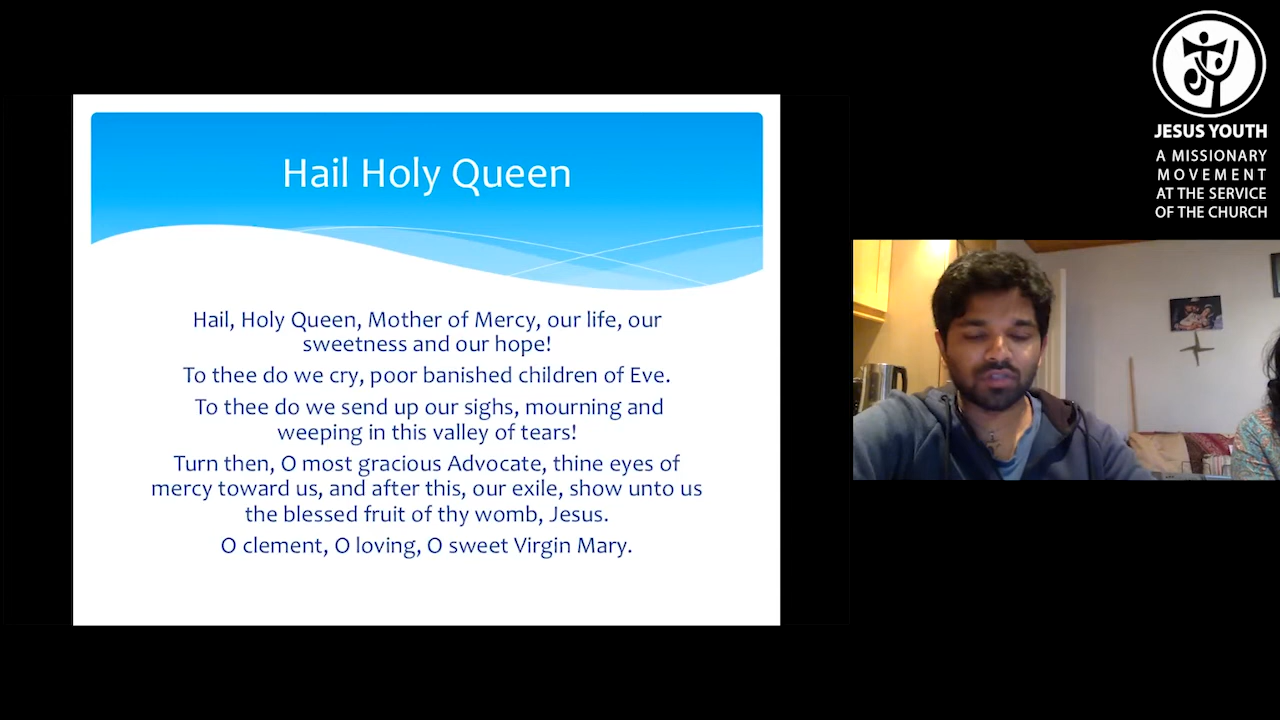 Hail Holy Queen
Hail, Holy Queen, Mother of Mercy, our life, our
sweetness and our hope!
To thee do we cry, poor banished children of Eve.
To thee do we send up our sighs, mourning and
weeping in this valley of tears!
Turn then, O most gracious Advocate, thine eyes of
mercy toward us, and after this, our exile, show unto us
the blessed fruit of thy womb, Jesus.
O clement, O loving, O sweet Virgin Mary.
JESUS YOUTH
A MISSIONARY
MOVEMENT
AT THE SERVICE
OF THE CHURCH